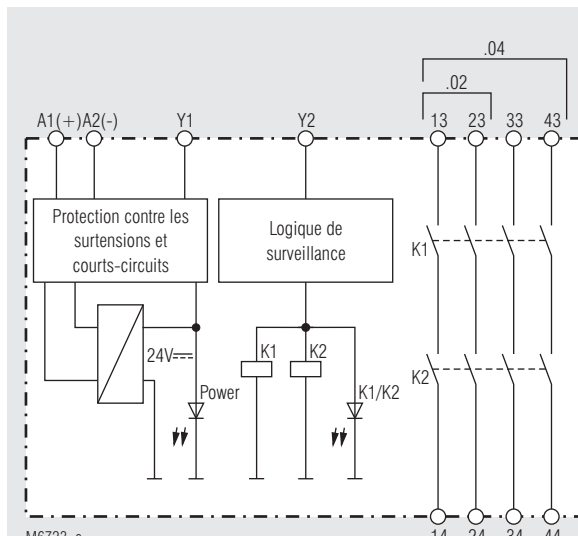 .04
.02
A1(+) A2(-) Y1 Y2 13 23 33 43
Protection contre les
surtensions et
courts-circuits
Logique de
surveillance
K1
24V
K1 K2
K2
Power
K1/K2
14 24 34 44